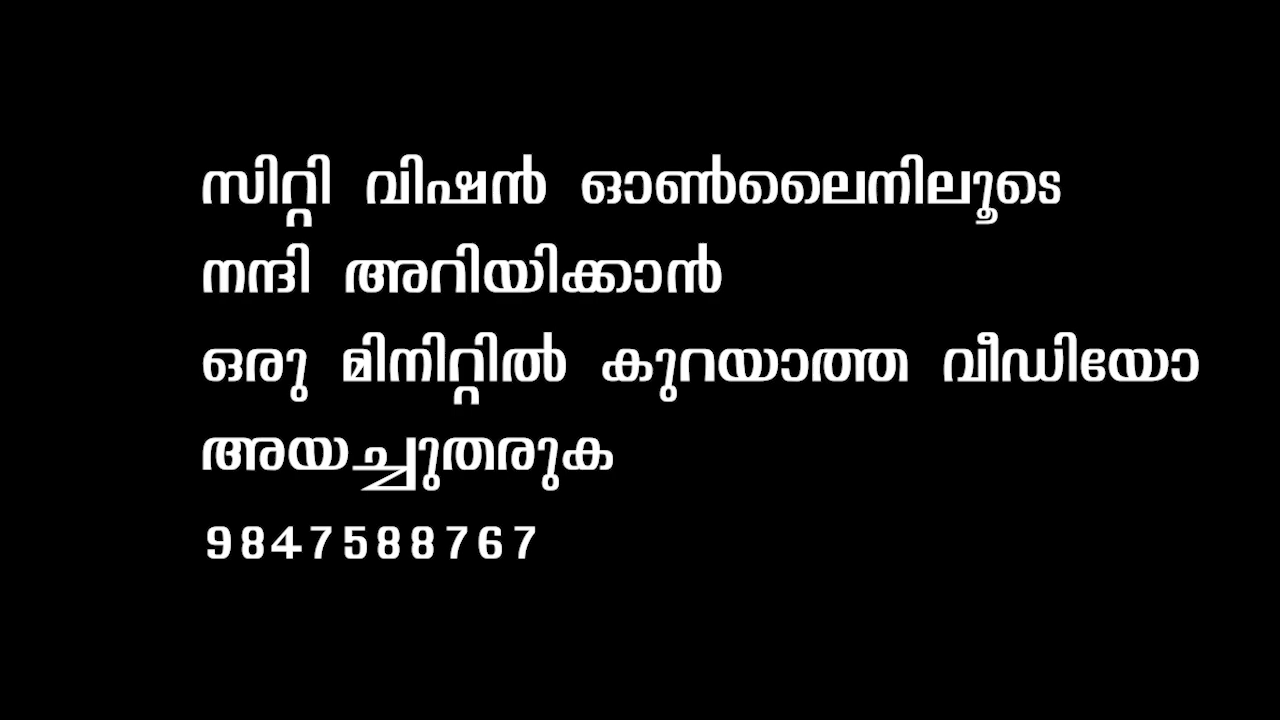 സിറ്റി വിഷൻ ഓൺലൈനിലൂടെ
നന്ദി അറിയിക്കാൻ
ഒരു മിനിറ്റിൽ കുറയാത്ത വീഡിയോ
അയച്ചുതരുക
9847588767